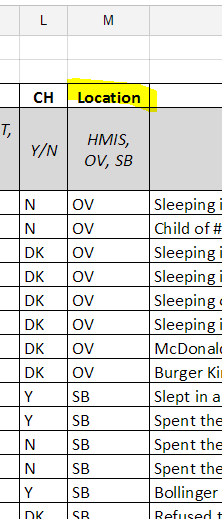 L M
CH Location
T, Y/N HMIS,
OV, SB
N OV Sleeping i
N OV Child of #
DK OV Sleeping i
DK OV Sleeping i
DK OV Sleeping
DK OV Sleeping i
DK OV McDonal
DK OV Burger Ki
Y SB Slept in a
Y SB Spent the
N SB Spent the
N SB Spent the
Y SB Bollinger
DK SB Refused t